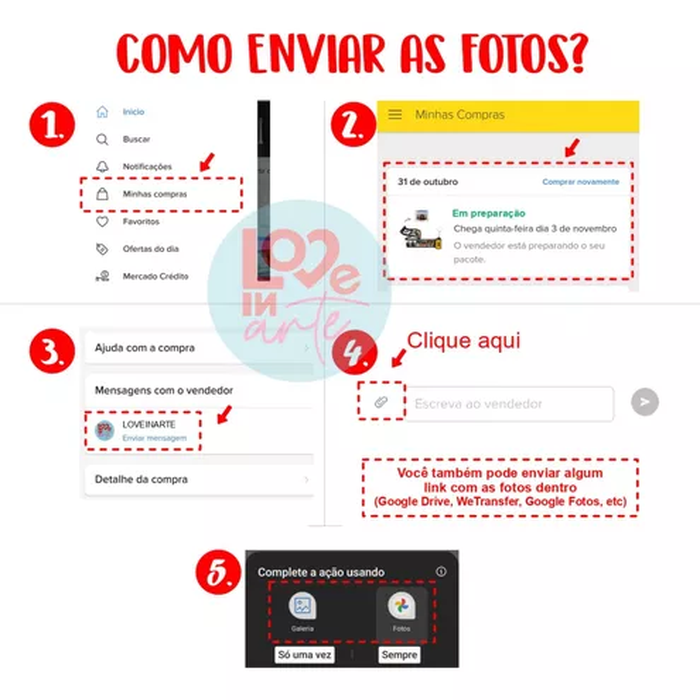 COMO ENVIAR AS FOTOS?
1.
Início
Buscar
Notificações
Minhas compras
Favoritos
Ofertas do dia
Mercado Crédito
2.
Minhas Compras
31 de outubro
Comprar novamente
Em preparação
Chega quinta-feira dia 3 de novembro
O vendedor está preparando o seu
pacote.
LOVe
IN
arte
3.
Ajuda com a compra
Mensagens com o vendedor
LOVEINARTE
Enviar mensagem
Detalhe da compra
4.
Clique aqui
Escreva ao vendedor
Você também pode enviar algum
link com as fotos dentro
(Google Drive, WeTransfer, Google Fotos, etc)
5.
Complete a ação usando
Galeria
Fotos
Só uma vez
Sempre